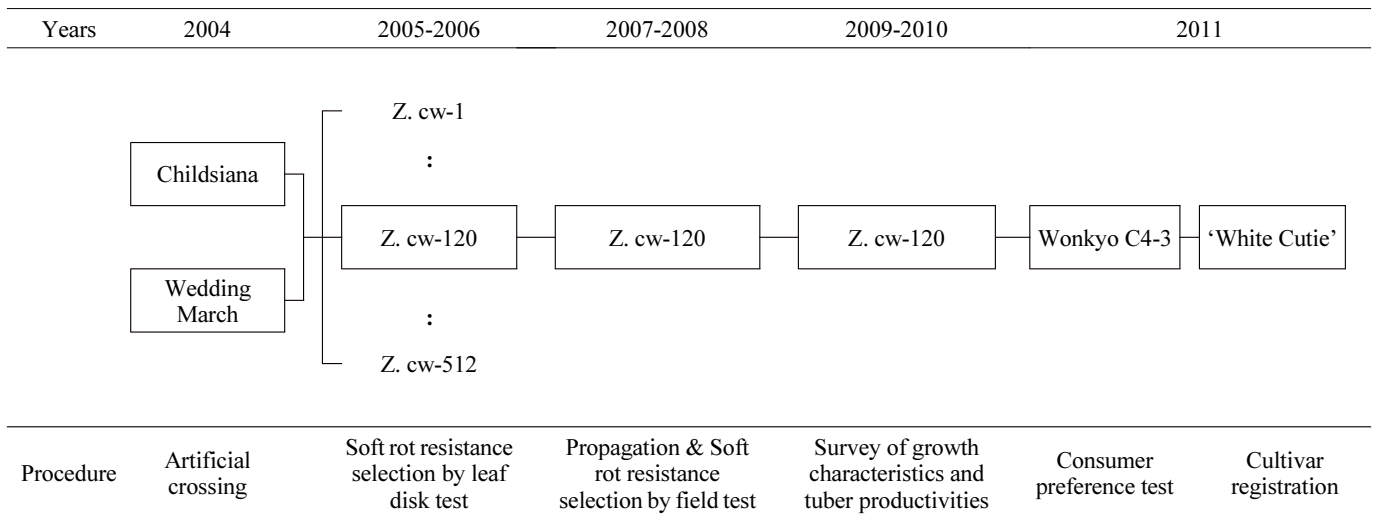 Years 2004 2005-2006 2007-2008 2009-2010 2011
Z. cw-1
Childsiana
:
Z. cw-120 Z. cw-120 Z. cw-120 Wonkyo C4-3 ‘White Cutie’
Wedding
March
:
Z. cw-512
Procedure
Artificial
crossing
Soft rot resistance
selection by leaf
disk test
Propagation & Soft
rot resistance
selection by field test
Survey of growth
characteristics and
tuber productivities
Consumer
preference test
Cultivar
registration